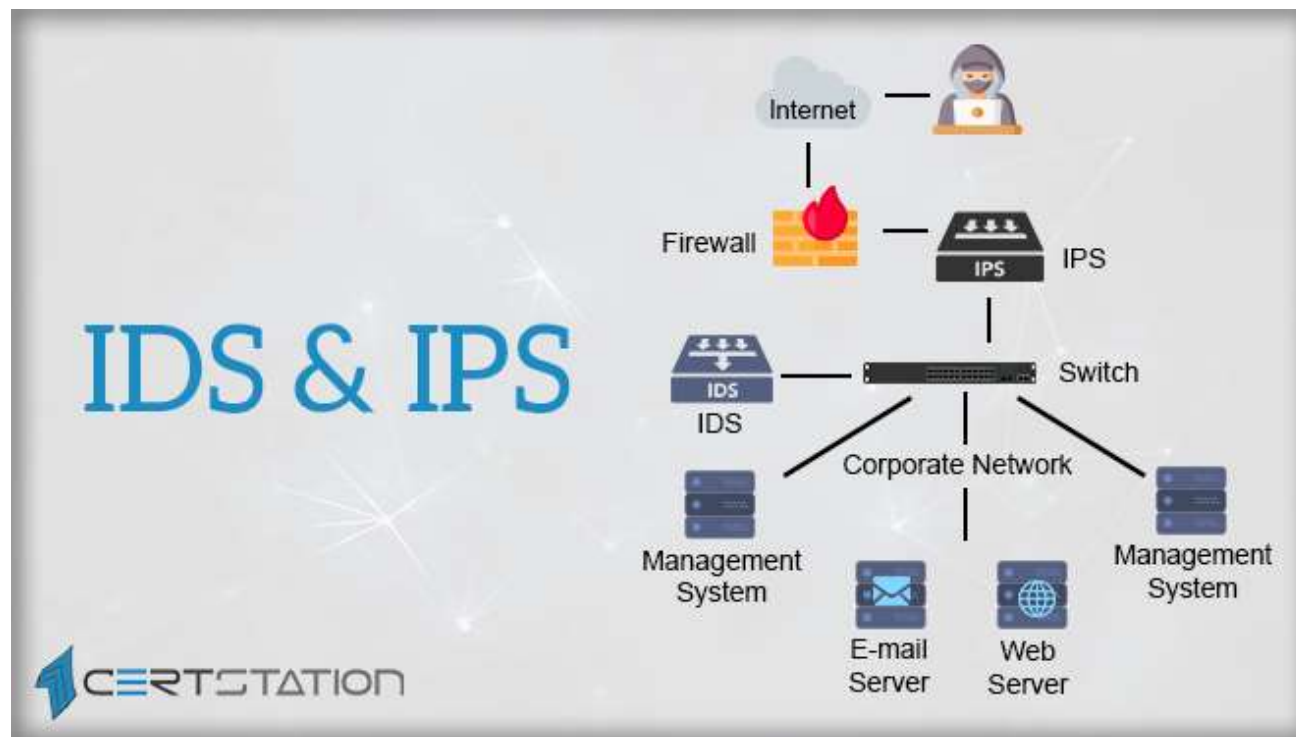 Internet
Firewall
IPS
IPS
IDS & IPS
IDS
IDS
Switch
Corporate Network
Management
System
Management
System
E-mail
Server
Web
Server
CERTSTATION